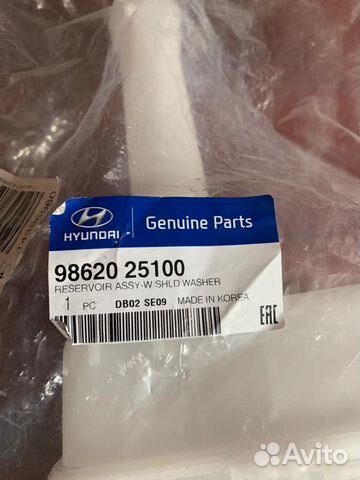 HYUNDAI
Genuine Parts
98620 25100
RESERVOIR ASSY-W/SHLD WASHER
1 PC DB02 SE09 MADE IN KOREA
EAC
Avito